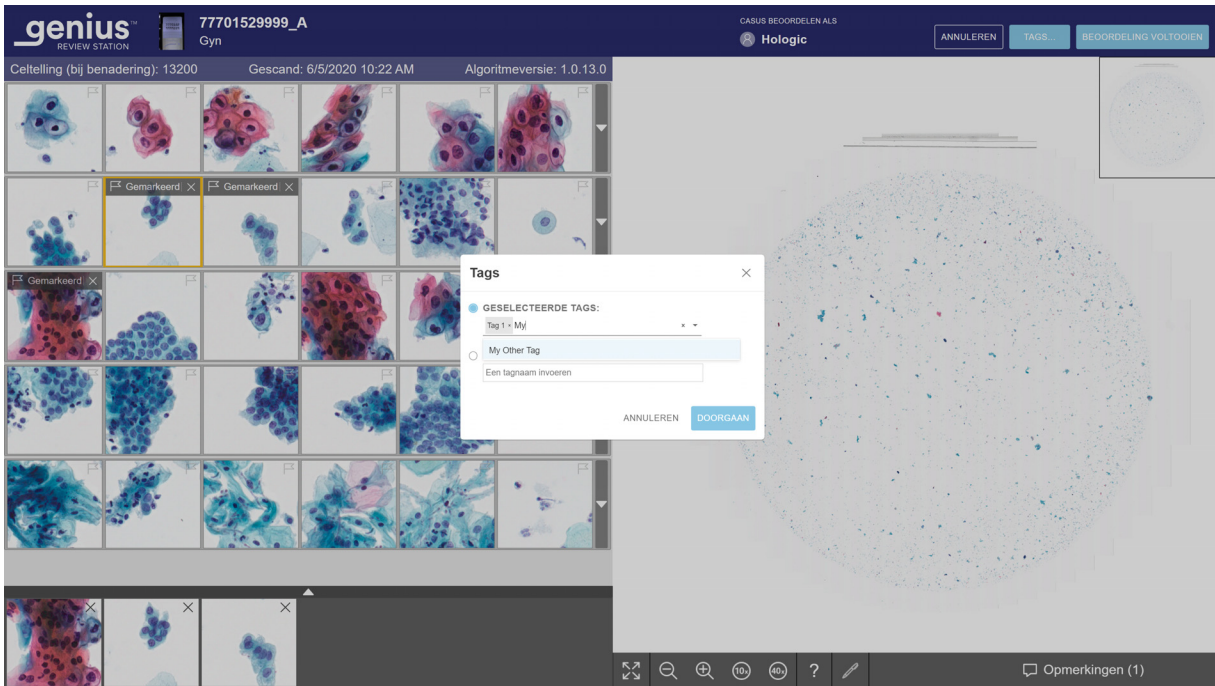 genius™
REVIEW STATION
77701529999_A
Gyn
CASUS BEOORDELEN ALS
Hologic
ANNULEREN
TAGS...
BEOORDELING VOLTOOIEN
Celtelling (bij benadering): 13200
Gescand: 6/5/2020 10:22 AM
Algoritmeversie: 1.0.13.0
Gemarkeerd
Gemarkeerd
Gemarkeerd
Tags
GESELECTEERDE TAGS:
Tag 1 × My
My Other Tag
Een tagnaam invoeren
ANNULEREN
DOORGAAN
10x
40x
?
Opmerkingen (1)